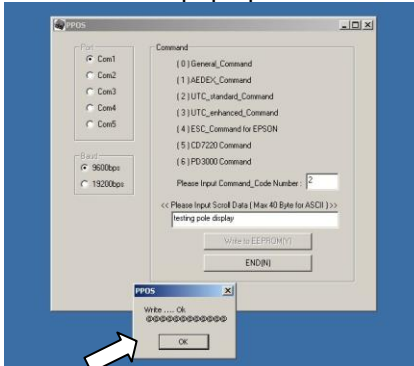 PPOS
Port
Com1
Com2
Com3
Com4
Com5
Baud
9600bps
19200bps
Command
( 0 ) General_Command
( 1 ) AEDEX_Command
( 2 ) UTC_standard_Command
( 3 ) UTC_enhanced_Command
( 4 ) ESC_Command for EPSON
( 5 ) CD7220 Command
( 6 ) PD3000 Command
Please Input Command_Code Number : 2
<< Please Input Scroll Data ( Max 40 Byte for ASCII ) >>
testing pole display
Write to EEPROM(Y)
END(N)
PPOS
Write .... Ok
@@@@@@@@@@@@
OK